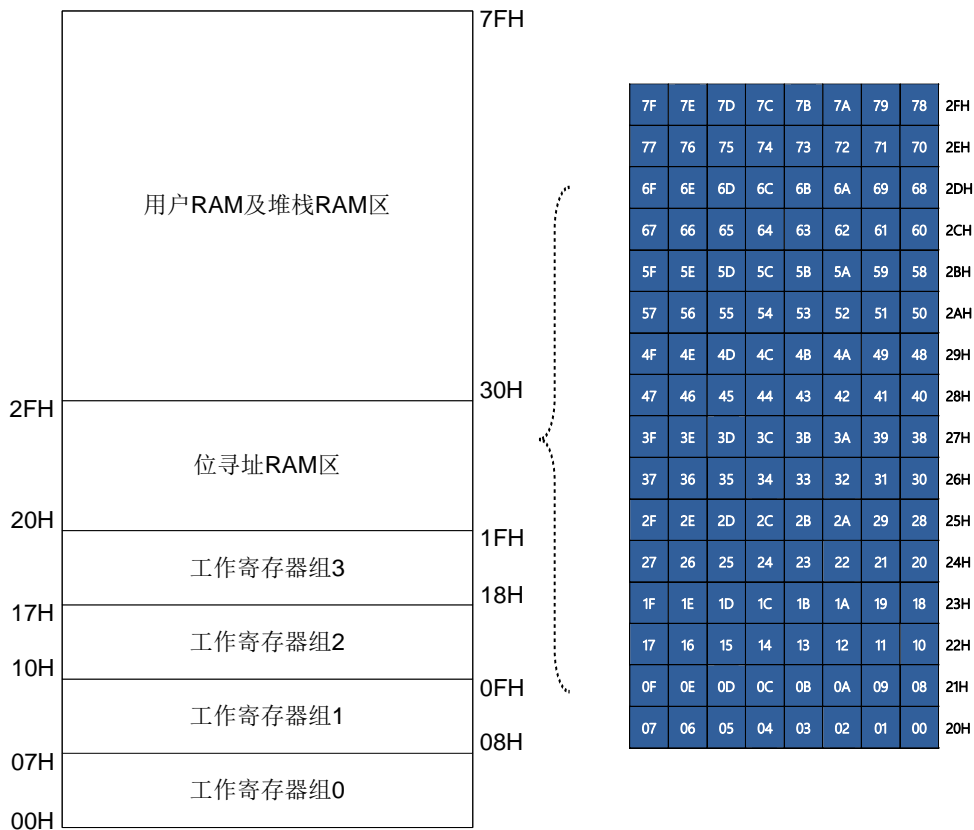 7FH
用户RAM及堆栈RAM区
30H
2FH
位寻址RAM区
20H
1FH
工作寄存器组3
18H
17H
工作寄存器组2
10H
0FH
工作寄存器组1
08H
07H
工作寄存器组0
00H
7F 7E 7D 7C 7B 7A 79 78 2FH
77 76 75 74 73 72 71 70 2EH
6F 6E 6D 6C 6B 6A 69 68 2DH
67 66 65 64 63 62 61 60 2CH
5F 5E 5D 5C 5B 5A 59 58 2BH
57 56 55 54 53 52 51 50 2AH
4F 4E 4D 4C 4B 4A 49 48 29H
47 46 45 44 43 42 41 40 28H
3F 3E 3D 3C 3B 3A 39 38 27H
37 36 35 34 33 32 31 30 26H
2F 2E 2D 2C 2B 2A 29 28 25H
27 26 25 24 23 22 21 20 24H
1F 1E 1D 1C 1B 1A 19 18 23H
17 16 15 14 13 12 11 10 22H
0F 0E 0D 0C 0B 0A 09 08 21H
07 06 05 04 03 02 01 00 20H